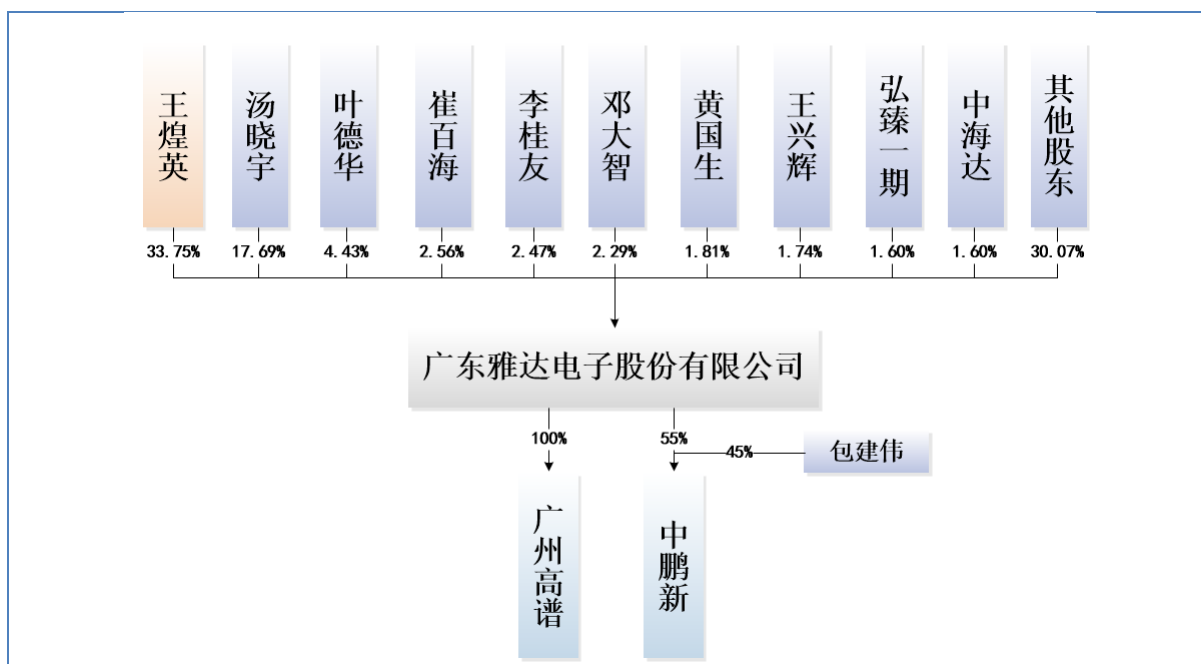 王煌英
汤晓宇
叶德华
崔百海
李桂友
邓大智
黄国生
王兴辉
弘臻一期
中海达
其他股东
33.75%
17.69%
4.43%
2.56%
2.47%
2.29%
1.81%
1.74%
1.60%
1.60%
30.07%
广东雅达电子股份有限公司
100%
55%
45%
包建伟
广州高谱
中鹏新